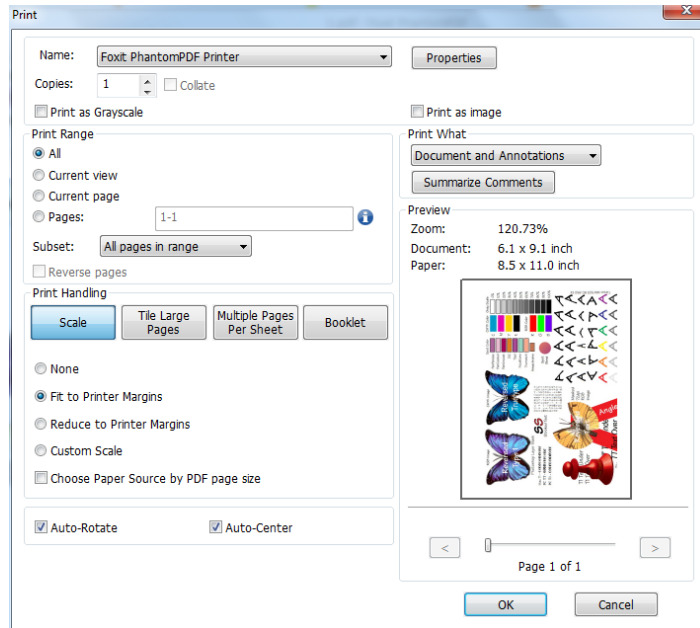 Print
Name: Foxit PhantomPDF Printer Properties
Copies: 1 Collate
Print as Grayscale Print as image
Print Range
All
Current view
Current page
Pages: 1-1
Subset: All pages in range
Reverse pages
Print Handling
Scale
Tile Large
Pages
Multiple Pages
Per Sheet
Booklet
None
Fit to Printer Margins
Reduce to Printer Margins
Custom Scale
Choose Paper Source by PDF page size
Auto-Rotate Auto-Center
Print What
Document and Annotations
Summarize Comments
Preview
Zoom: 120.73%
Document: 6.1 x 9.1 inch
Paper: 8.5 x 11.0 inch
SS
Angle
< >
Page 1 of 1
OK Cancel